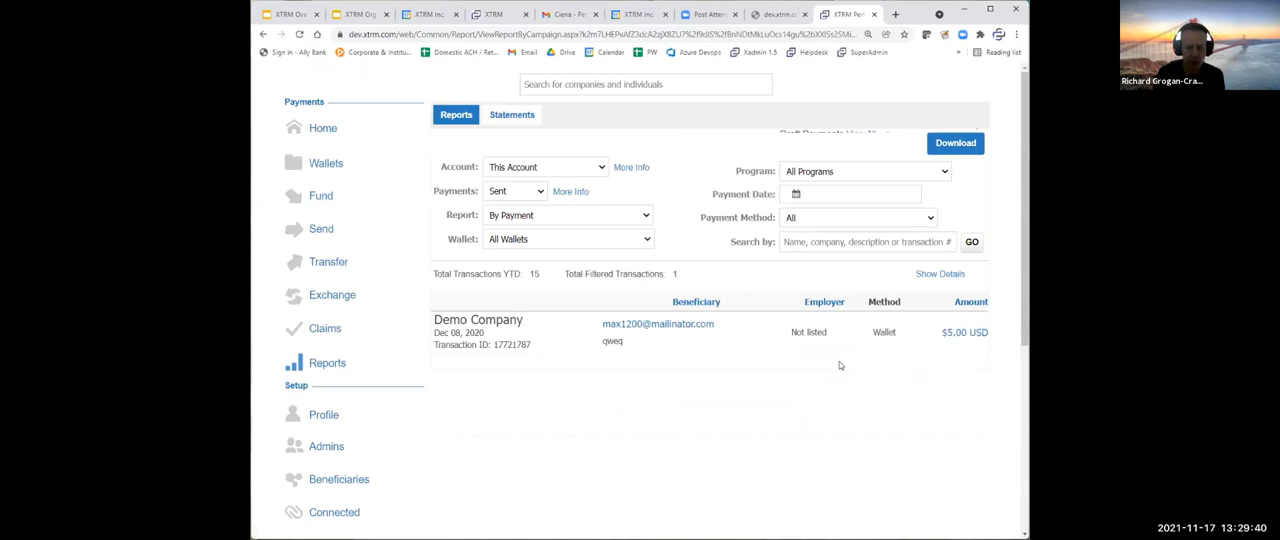 XTRM Ove
XTRM Org
XTRM Inc.
XTRM
Ciena - Pe
XTRM Inc.
Post Atten
dev.xtrm.c
XTRM Perf
dev.xtrm.com/web/Common/Report/ViewReportByCampaign.aspx?k2m7LHEPvAfZ3dcA2zjX8ZU7%2f9dIS%2fBnNDtMkLuOcs14gu%2bXXlSs2SMi...
Sign in - Ally Bank
Corporate & Institu...
Domestic ACH / Ret...
Email
Drive
Calendar
PW
Azure Devops
Xadmin 1.5
Helpdesk
SuperAdmin
»
Reading list
Richard Grogan-Cra...
Search for companies and individuals
Payments
Home
Wallets
Fund
Send
Transfer
Exchange
Claims
Reports
Setup
Profile
Admins
Beneficiaries
Connected
Reports Statements
Download
Account: This Account More Info
Program: All Programs
Payments: Sent More Info
Payment Date:
Report: By Payment
Payment Method: All
Wallet: All Wallets
Search by: Name, company, description or transaction # GO
Total Transactions YTD: 15 Total Filtered Transactions: 1 Show Details
Beneficiary Employer Method Amount
Demo Company
Dec 08, 2020
Transaction ID: 17721787
max1200@mailinator.com
qweq
Not listed
Wallet
$5.00 USD
2021-11-17 13:29:40